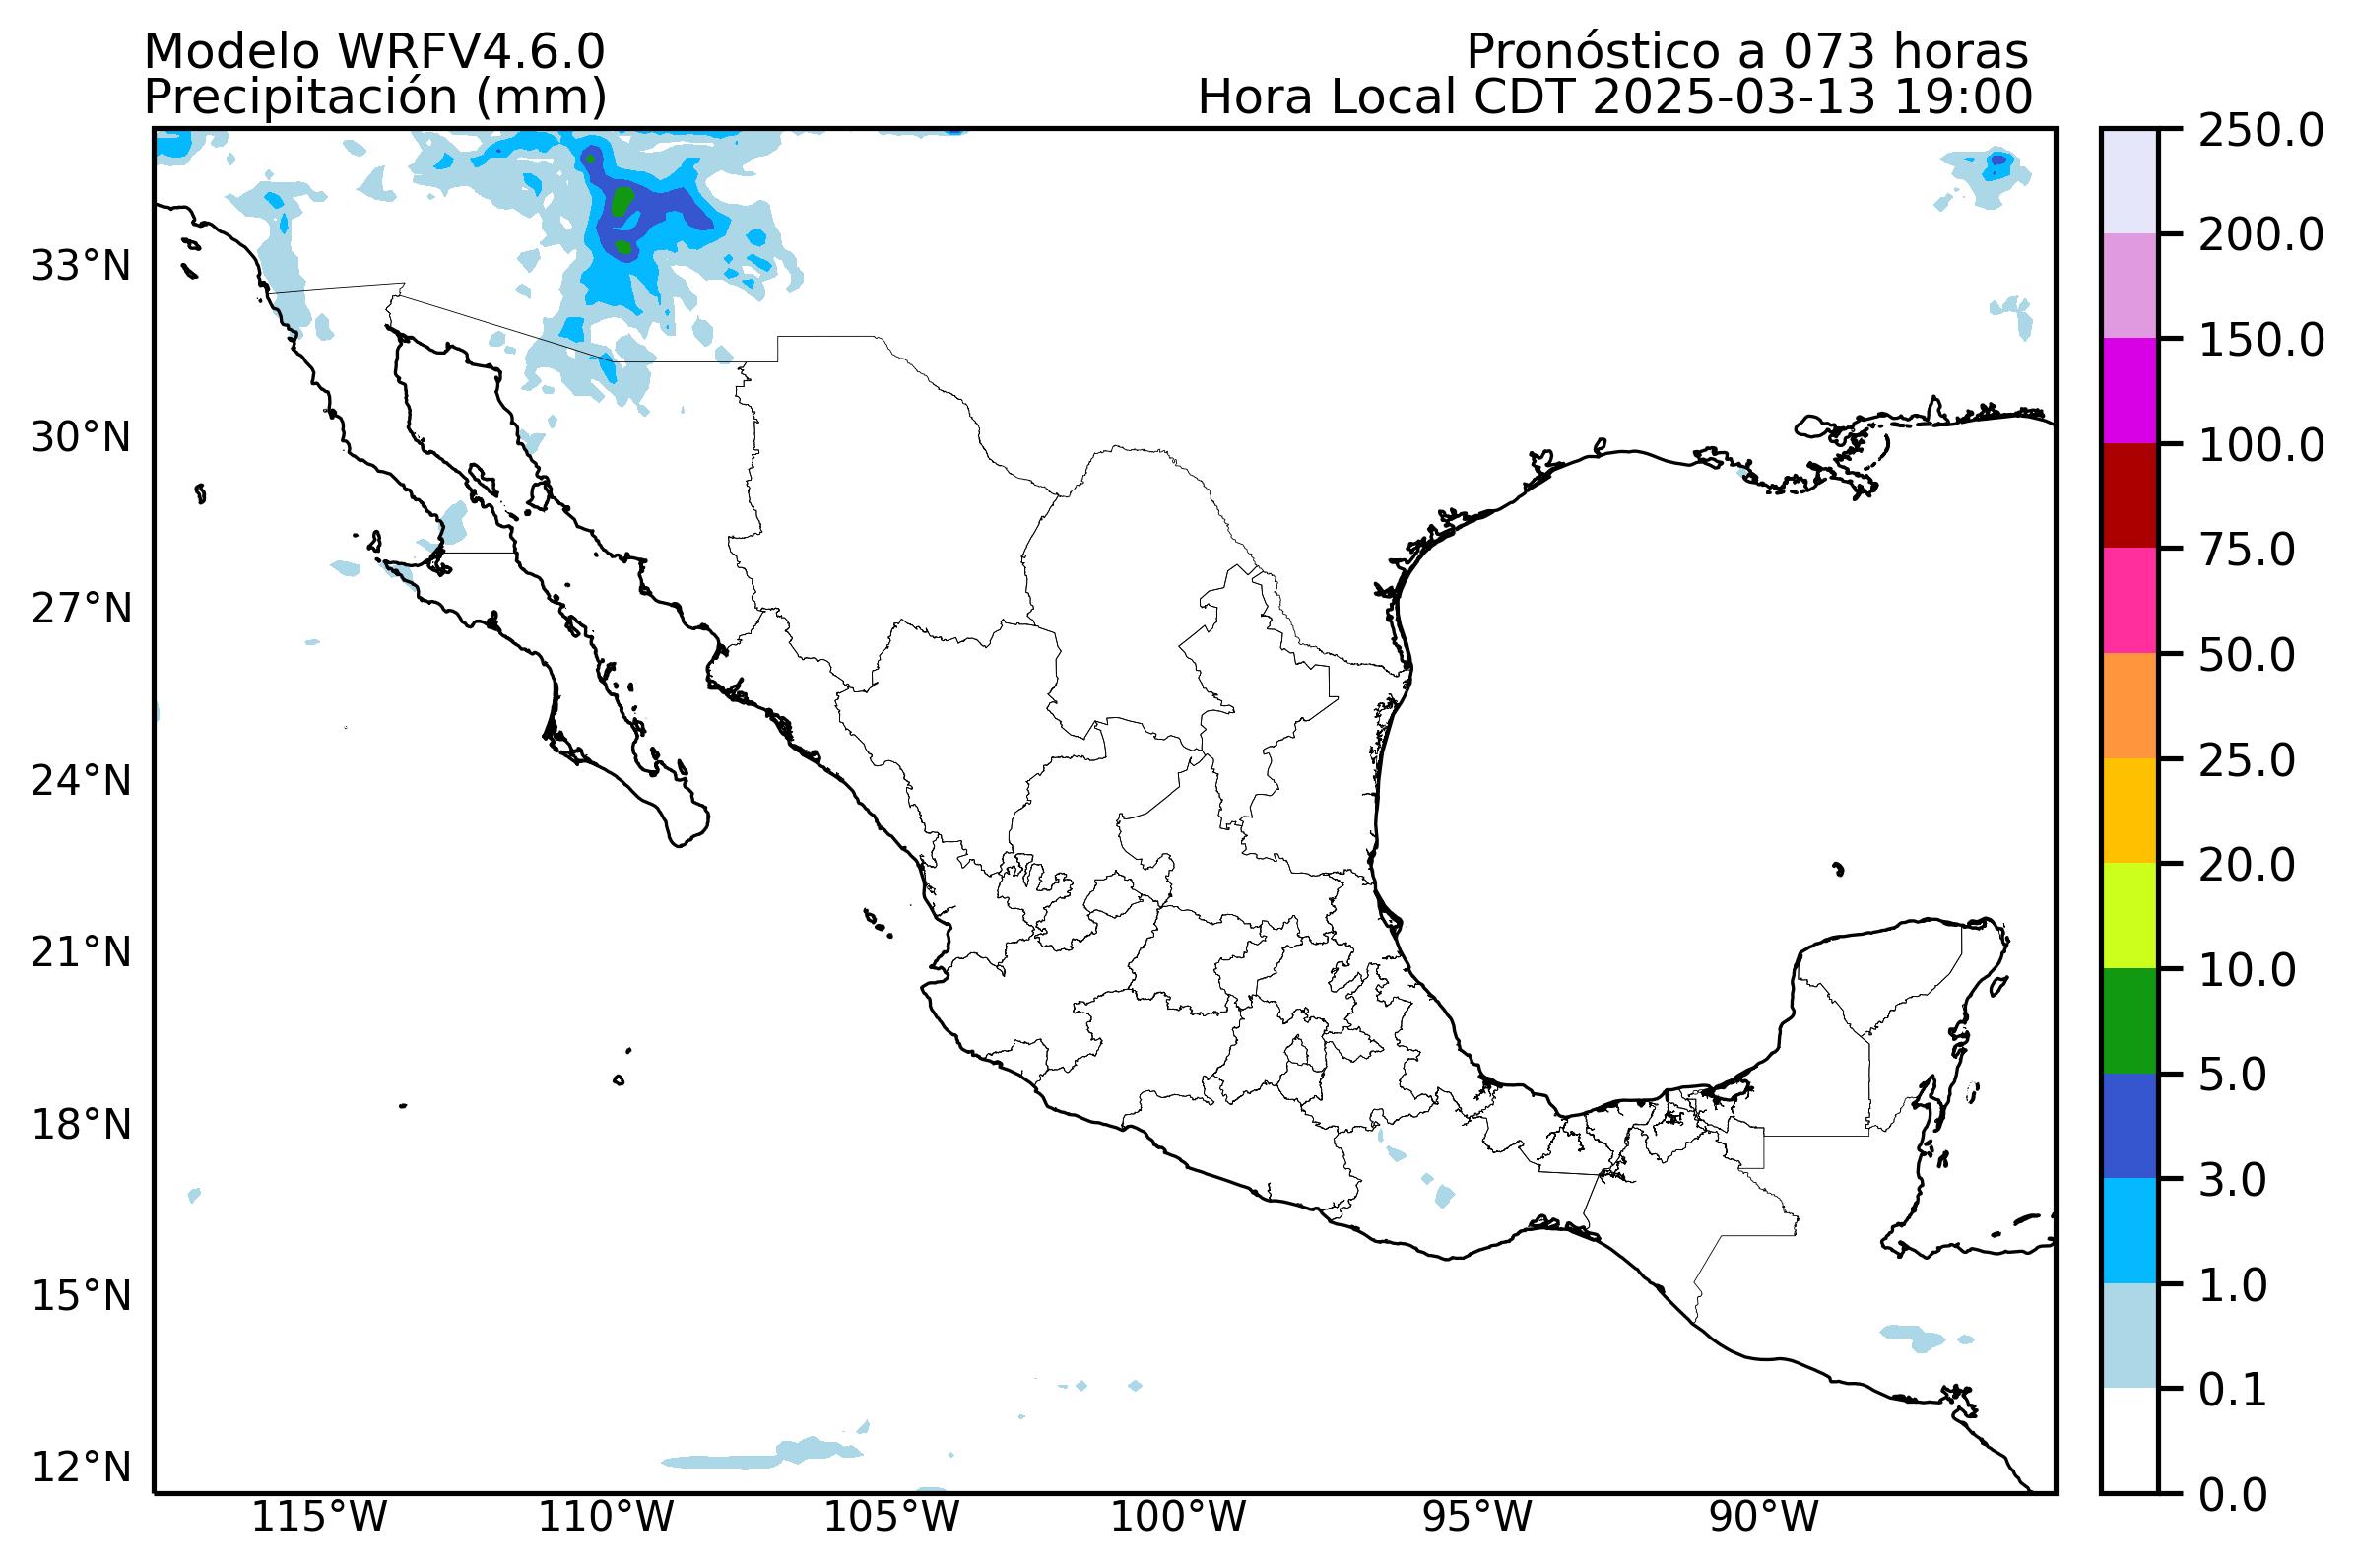 Modelo WRFV4.6.0
Precipitación (mm)
Pronóstico a 073 horas
Hora Local CDT 2025-03-13 19:00
33°N
30°N
27°N
24°N
21°N
18°N
15°N
12°N
115°W
110°W
105°W
100°W
95°W
90°W
250.0
200.0
150.0
100.0
75.0
50.0
25.0
20.0
10.0
5.0
3.0
1.0
0.1
0.0